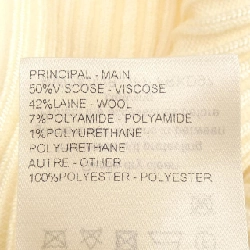 PRINCIPAL - MAIN
50%VISCOSE - VISCOSE
42%LAINE - WOOL
7%POLYAMIDE - POLYAMIDE
1%POLYURETHANE -
POLYURETHANE
AUTRE - OTHER
100%POLYESTER - POLYESTER